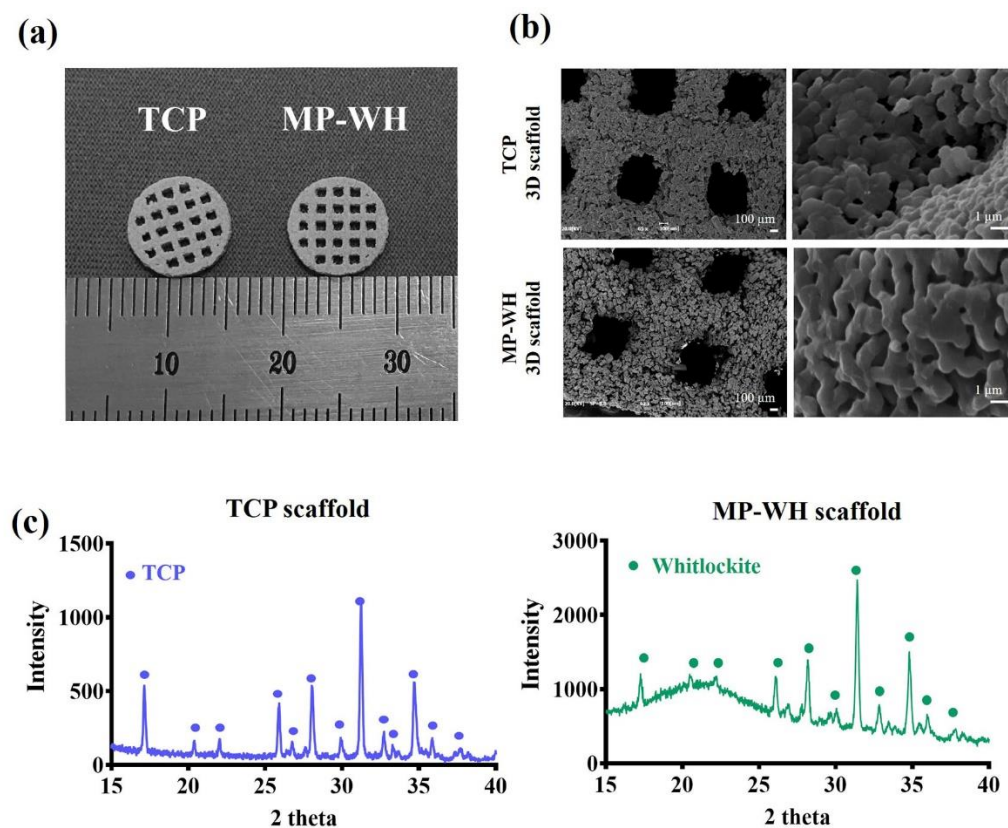 (a)
TCP MP-WH
10 20 30
(b)
TCP
3D scaffold
100 µm
1 µm
MP-WH
3D scaffold
100 µm
1 µm
(c)
TCP scaffold
1500
1000
500
0
Intensity
TCP
15 20 25 30 35 40
2 theta
MP-WH scaffold
3000
2000
1000
0
Intensity
Whitlockite
15 20 25 30 35 40
2 theta